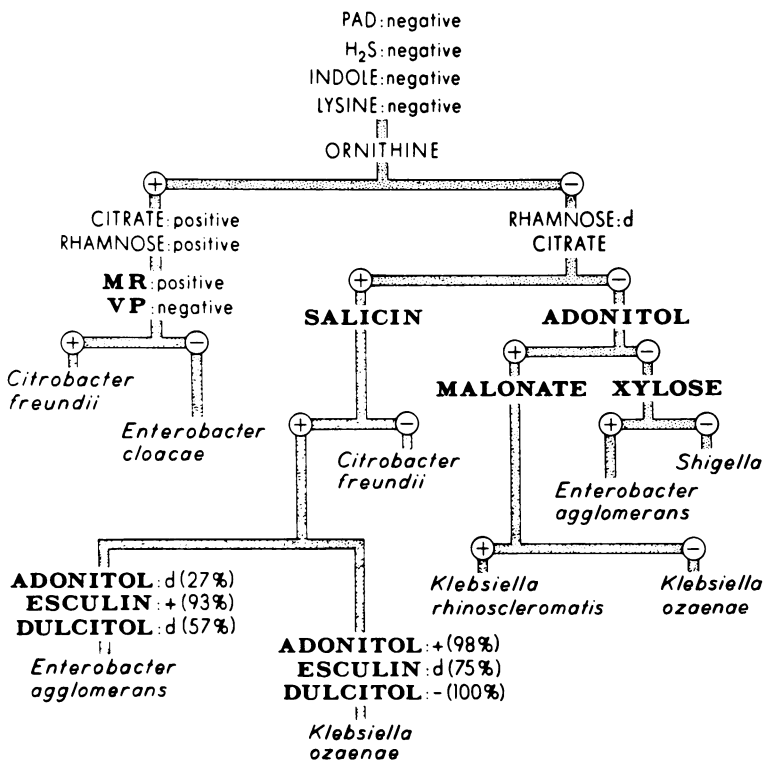 PAD:negative
H₂S:negative
INDOLE:negative
LYSINE:negative
ORNITHINE
+
−
CITRATE:positive
RHAMNOSE:positive
MR:positive
VP:negative
+
−
Citrobacter
freundii
Enterobacter
cloacae
RHAMNOSE:d
CITRATE
+
−
SALICIN
ADONITOL
+
−
MALONATE
XYLOSE
+
−
Citrobacter
freundii
+
−
Enterobacter
agglomerans
Shigella
+
−
Klebsiella
rhinoscleromatis
Klebsiella
ozaenae
ADONITOL:d(27%)
ESCULIN:+(93%)
DULCITOL:d(57%)
Enterobacter
agglomerans
ADONITOL:+(98%)
ESCULIN:d(75%)
DULCITOL:-(100%)
Klebsiella
ozaenae